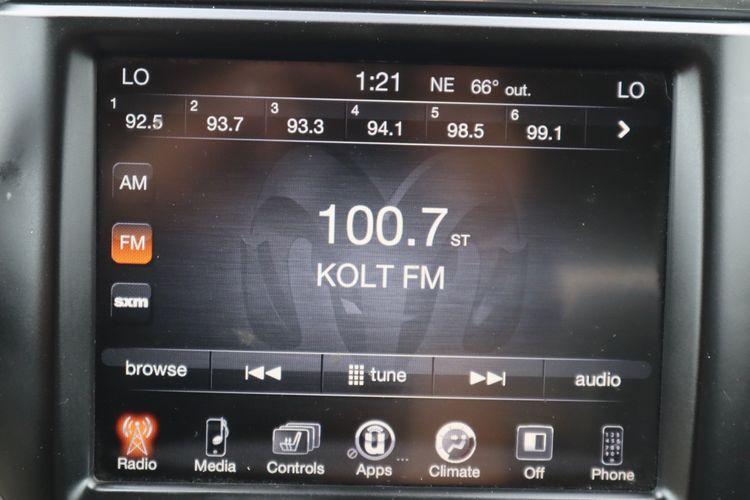 LO 1:21 NE 66° out. LO
1 92.5 2 93.7 3 93.3 4 94.1 5 98.5 6 99.1
AM
100.7 ST
FM
KOLT FM
sxm
browse tune audio
Radio Media Controls Apps Climate Off Phone